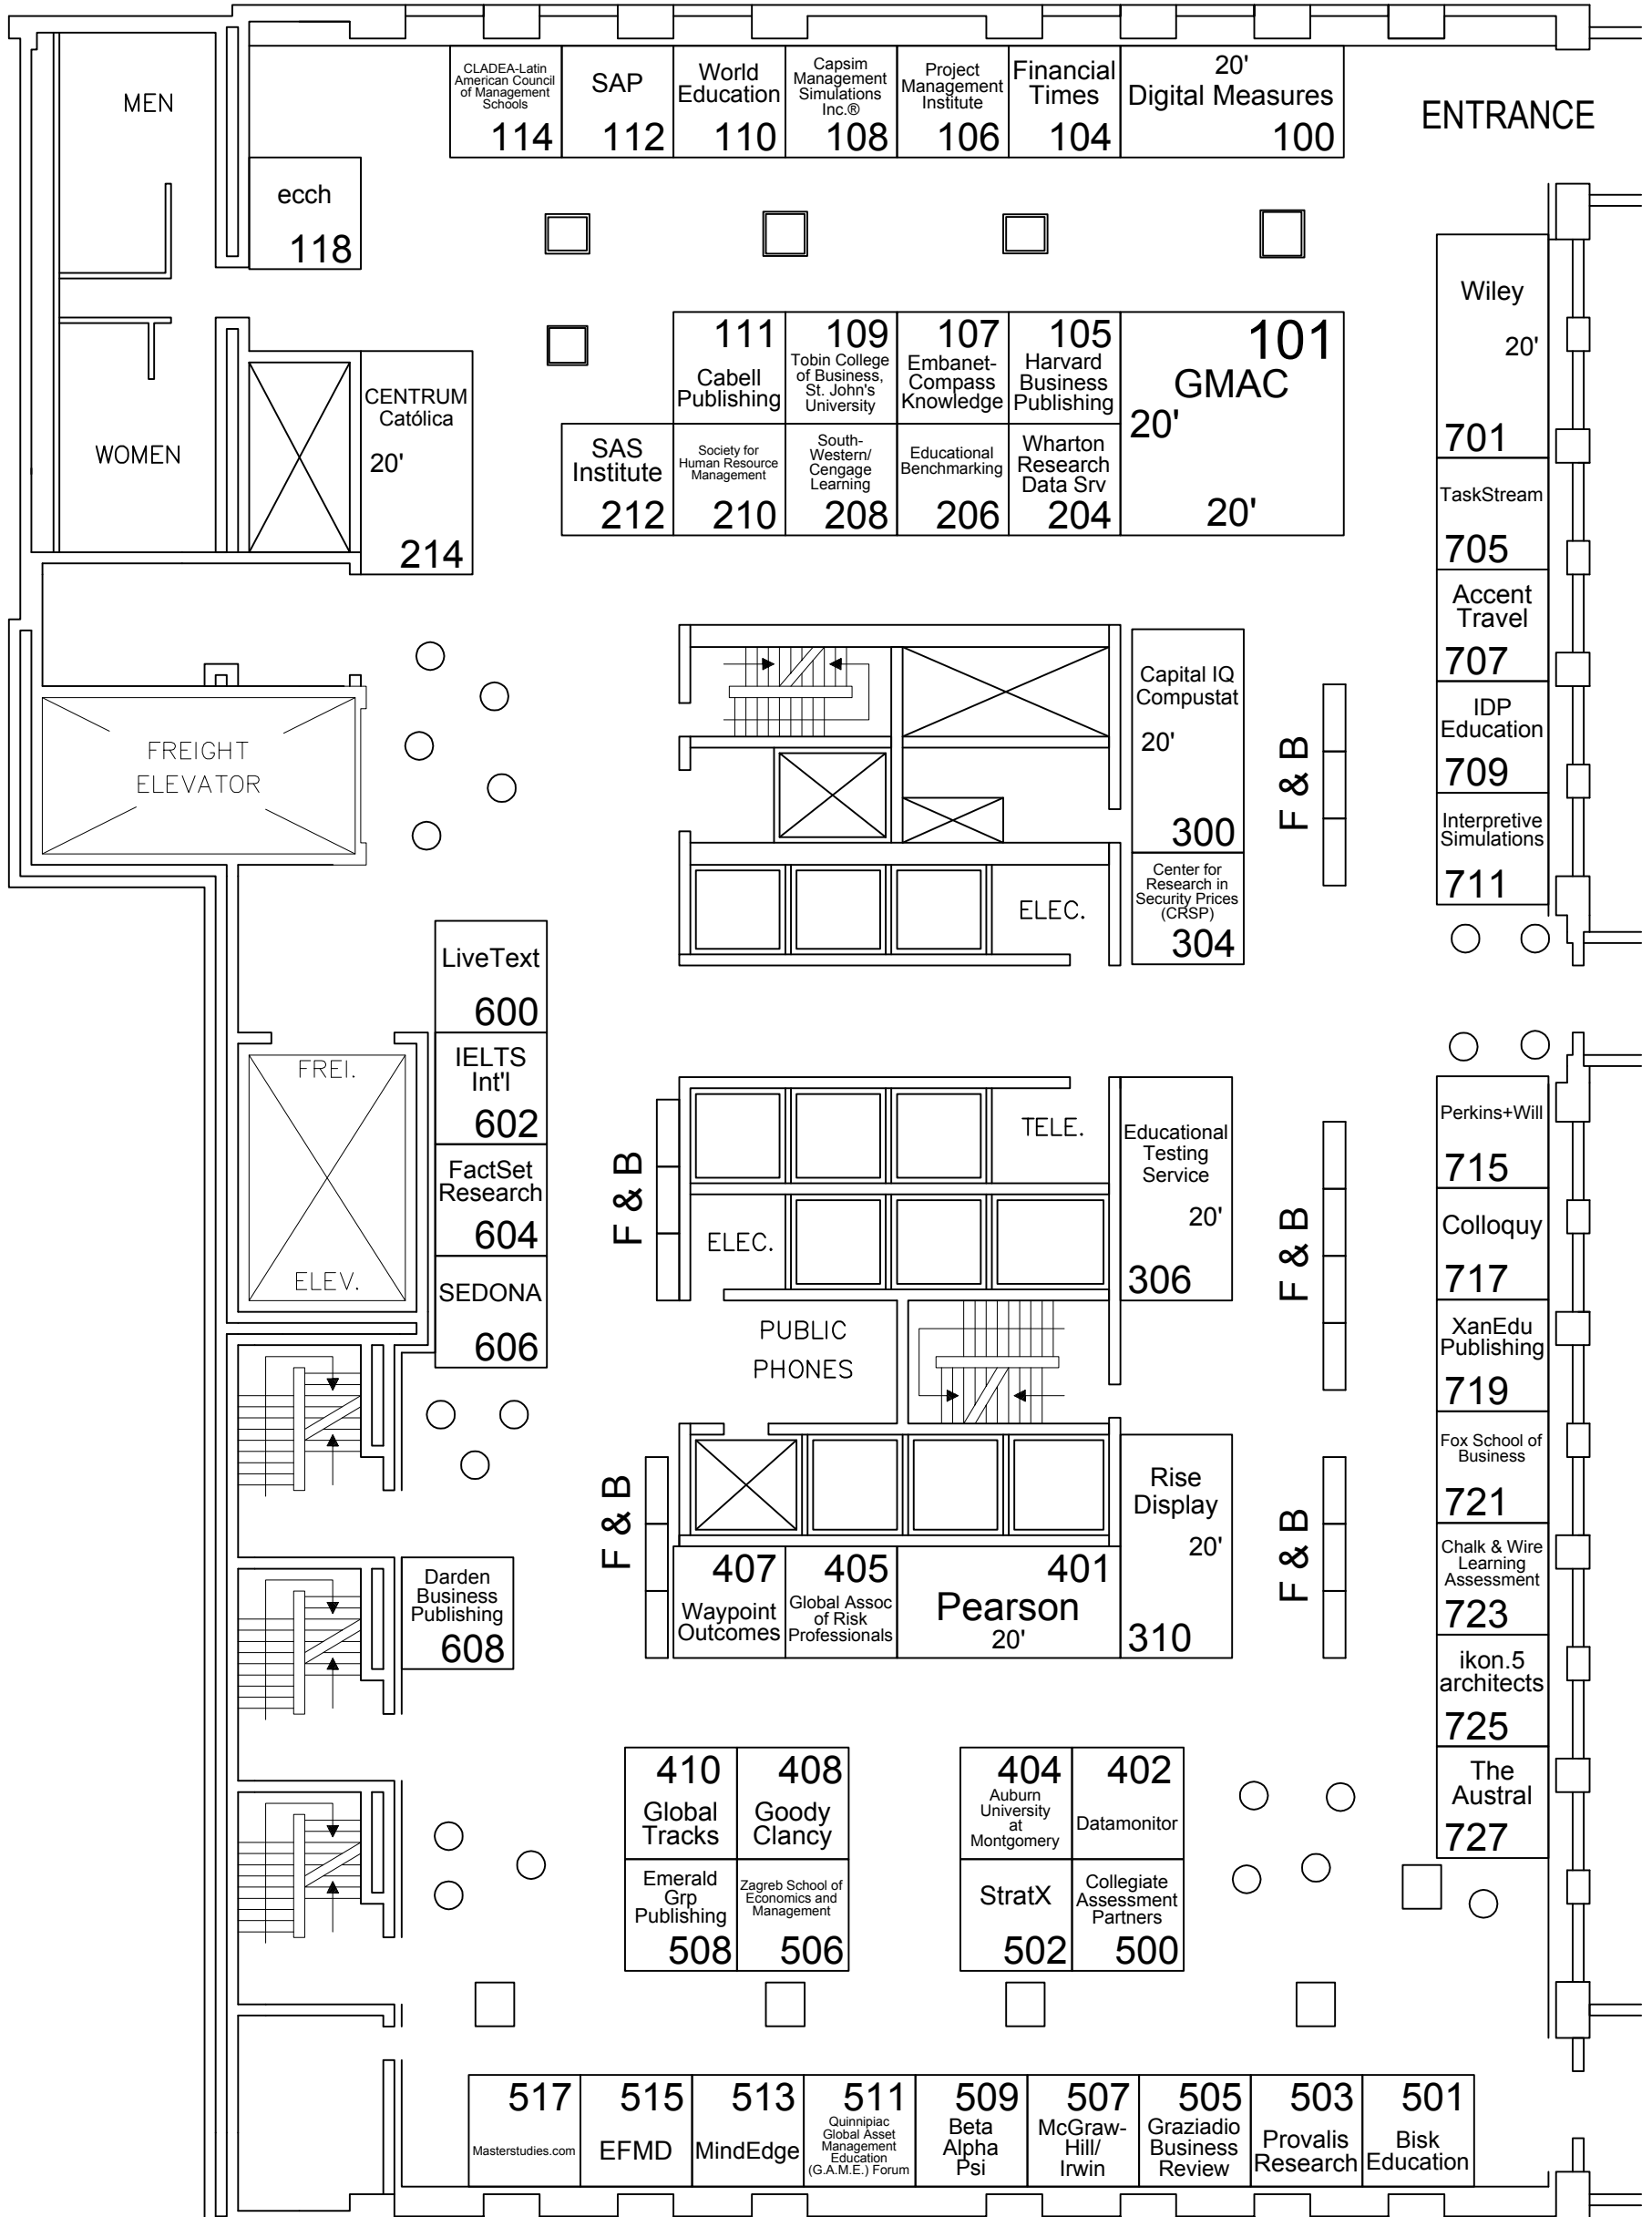 MEN
CLADEA-Latin
American Council
of Management
Schools
114
SAP
112
World
Education
110
Capsim
Management
Simulations
Inc.®
108
Project
Management
Institute
106
Financial
Times
104
20'
Digital Measures
100
ENTRANCE
ecch
118
WOMEN
CENTRUM
Católica
20'
214
111
Cabell
Publishing
109
Tobin College
of Business,
St. John's
University
107
Embanet-
Compass
Knowledge
105
Harvard
Business
Publishing
101
GMAC
20'
20'
SAS
Institute
212
Society for
Human Resource
Management
210
South-
Western/
Cengage
Learning
208
Educational
Benchmarking
206
Wharton
Research
Data Srv
204
Wiley
20'
701
TaskStream
705
Accent
Travel
707
IDP
Education
709
Interpretive
Simulations
711
FREIGHT
ELEVATOR
Capital IQ
Compustat
20'
300
F & B
Center for
Research in
Security Prices
(CRSP)
304
ELEC.
LiveText
600
IELTS
Int'l
602
FactSet
Research
604
SEDONA
606
FREI.
ELEV.
F & B
TELE.
ELEC.
PUBLIC
PHONES
Educational
Testing
Service
20'
306
F & B
Perkins+Will
715
Colloquy
717
XanEdu
Publishing
719
Fox School of
Business
721
Chalk & Wire
Learning
Assessment
723
ikon.5
architects
725
The
Austral
727
Darden
Business
Publishing
608
F & B
407
Waypoint
Outcomes
405
Global Assoc
of Risk
Professionals
401
Pearson
20'
Rise
Display
20'
310
F & B
410
Global
Tracks
408
Goody
Clancy
404
Auburn
University
at
Montgomery
402
Datamonitor
Emerald
Grp
Publishing
508
Zagreb School of
Economics and
Management
506
StratX
502
Collegiate
Assessment
Partners
500
517
Masterstudies.com
515
EFMD
513
MindEdge
511
Quinnipiac
Global Asset
Management
Education
(G.A.M.E.) Forum
509
Beta
Alpha
Psi
507
McGraw-
Hill/
Irwin
505
Graziadio
Business
Review
503
Provalis
Research
501
Bisk
Education